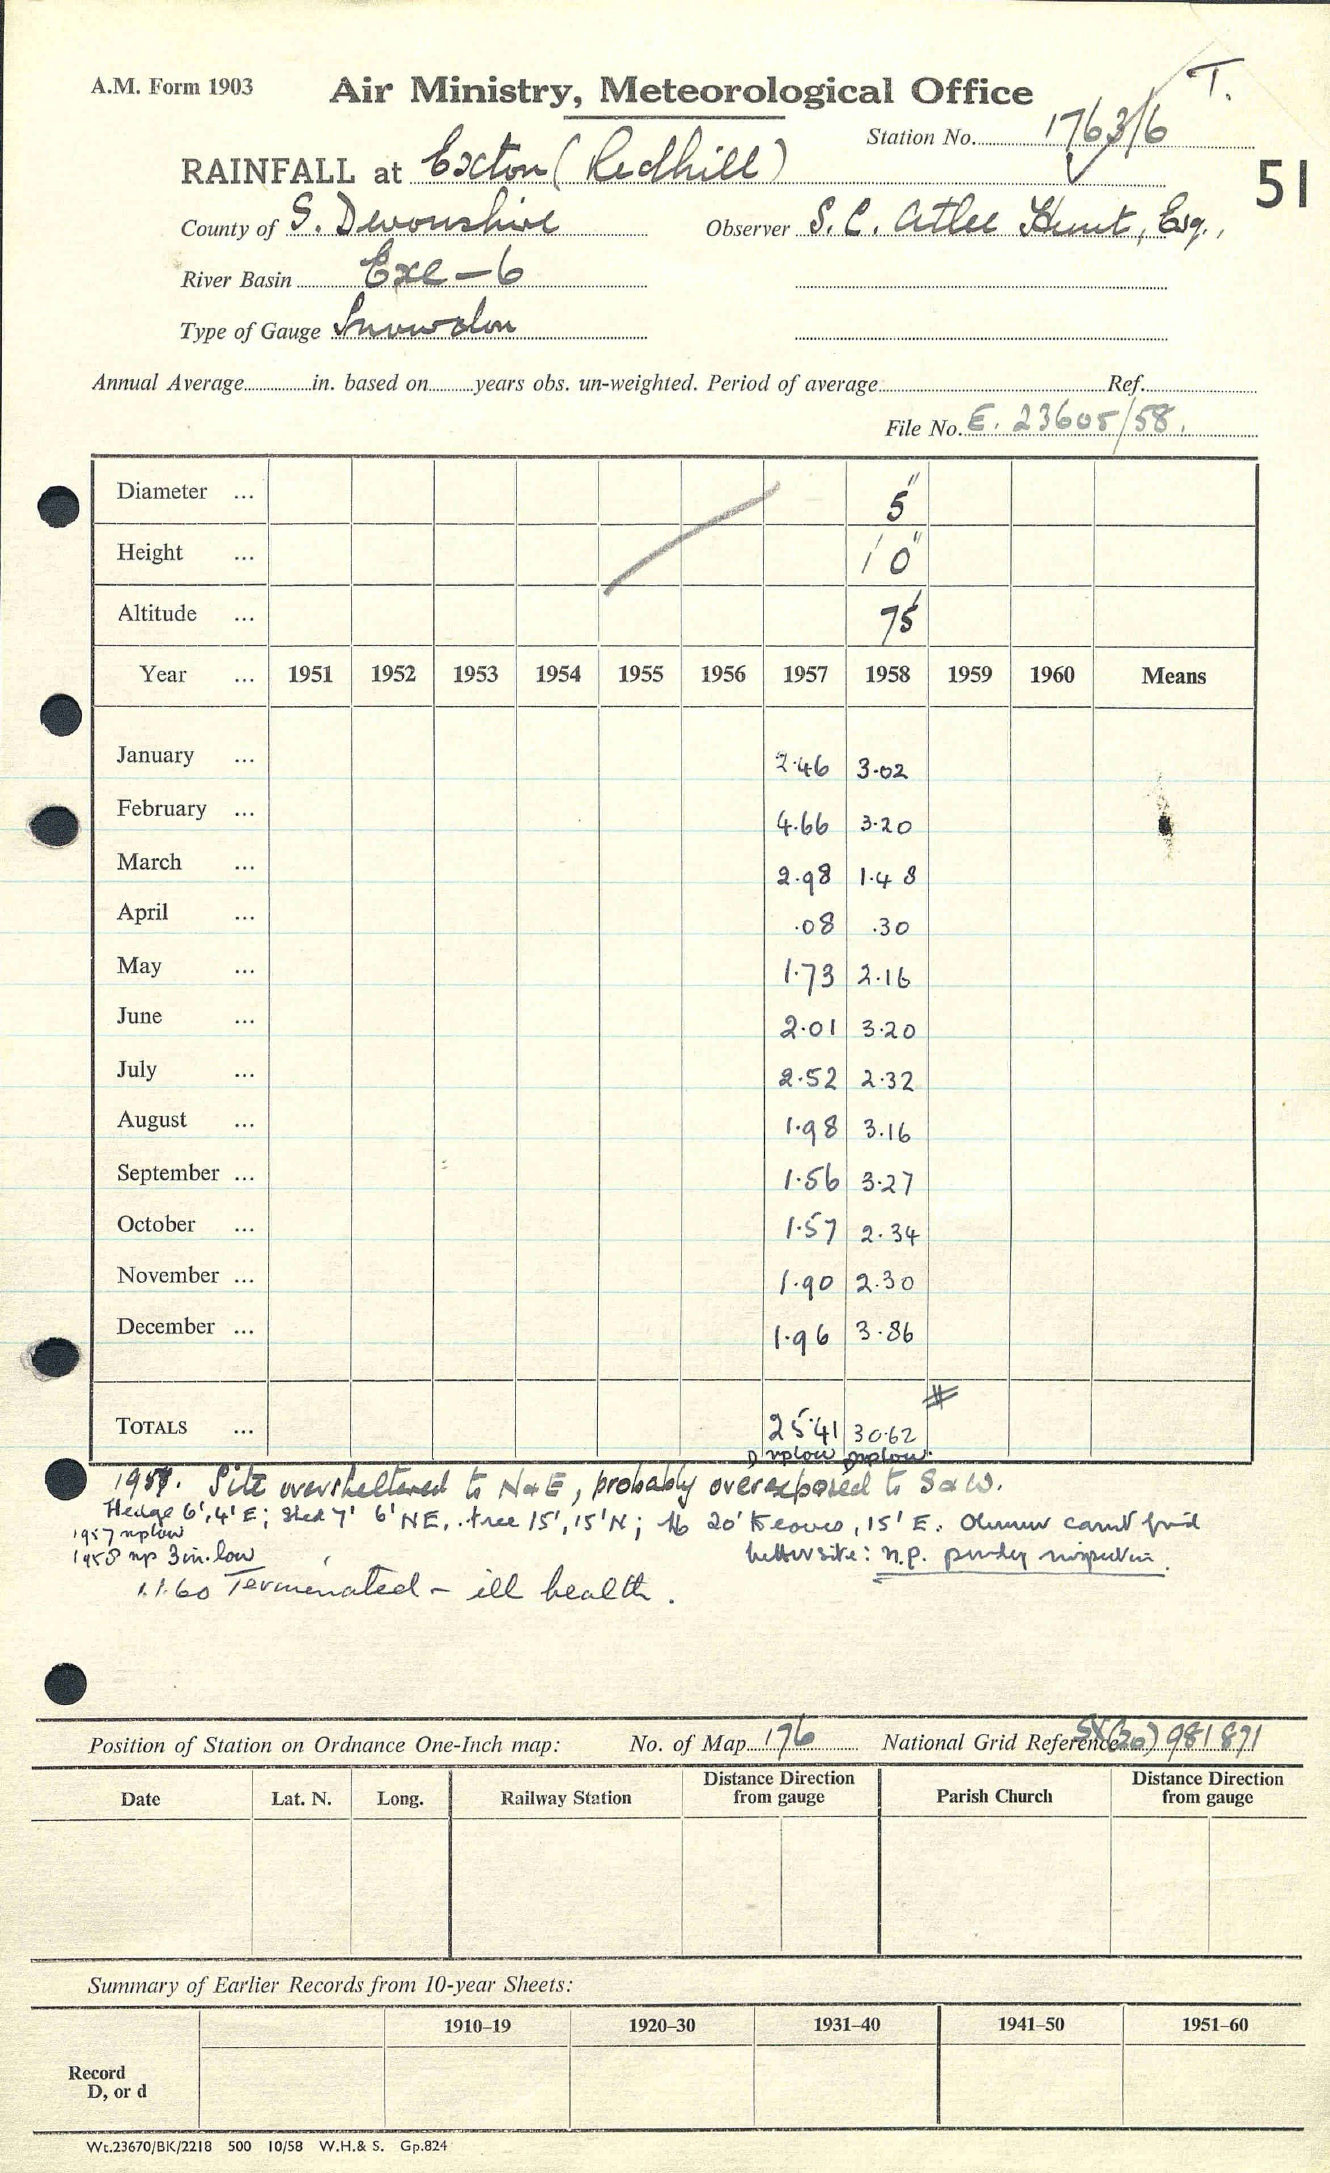 T.
A.M. Form 1903
Air Ministry, Meteorological Office
Station No. 1763/6
51
RAINFALL at Exton (Redhill)
County of S. Devonshire Observer S. C. Atlee Hunt, Esq.,
River Basin Exe – 6
Type of Gauge Snowdon
Annual Average in. based on years obs. un-weighted. Period of average Ref.
File No. E. 23605/58.
Diameter ... 5"
Height ... 1' 0"
Altitude ... 75'
Year ... 1951 1952 1953 1954 1955 1956 1957 1958 1959 1960 Means
January ... 2.46 3.02
February ... 4.66 3.20
March ... 2.98 1.48
April ... .08 .30
May ... 1.73 2.16
June ... 2.01 3.20
July ... 2.52 2.32
August ... 1.98 3.16
September ... 1.56 3.27
October ... 1.57 2.34
November ... 1.90 2.30
December ... 1.96 3.86
#
TOTALS ... 25.41 30.62
D np low np low
Site oversheltered to N & E, probably overexposed to S & W.
Hedge 6', 4' E; Shed 7' 6' NE, tree 15', 15' N; Ho 20' to eaves, 15' E. cannot find
1957 np low
1958 np 3 in. low better site: n.p. pending inspection.
1.1.60 Terminated – ill health.
Position of Station on Ordnance One-Inch map: No. of Map 176 National Grid Reference SX(20) 981 871
Date Lat. N. Long. Railway Station Distance Direction from gauge Parish Church Distance Direction from gauge
Summary of Earlier Records from 10-year Sheets:
1910–19 1920–30 1931–40 1941–50 1951–60
Record
D, or d
Wt.23670/BK/2218 500 10/58 W.H.& S. Gp.824